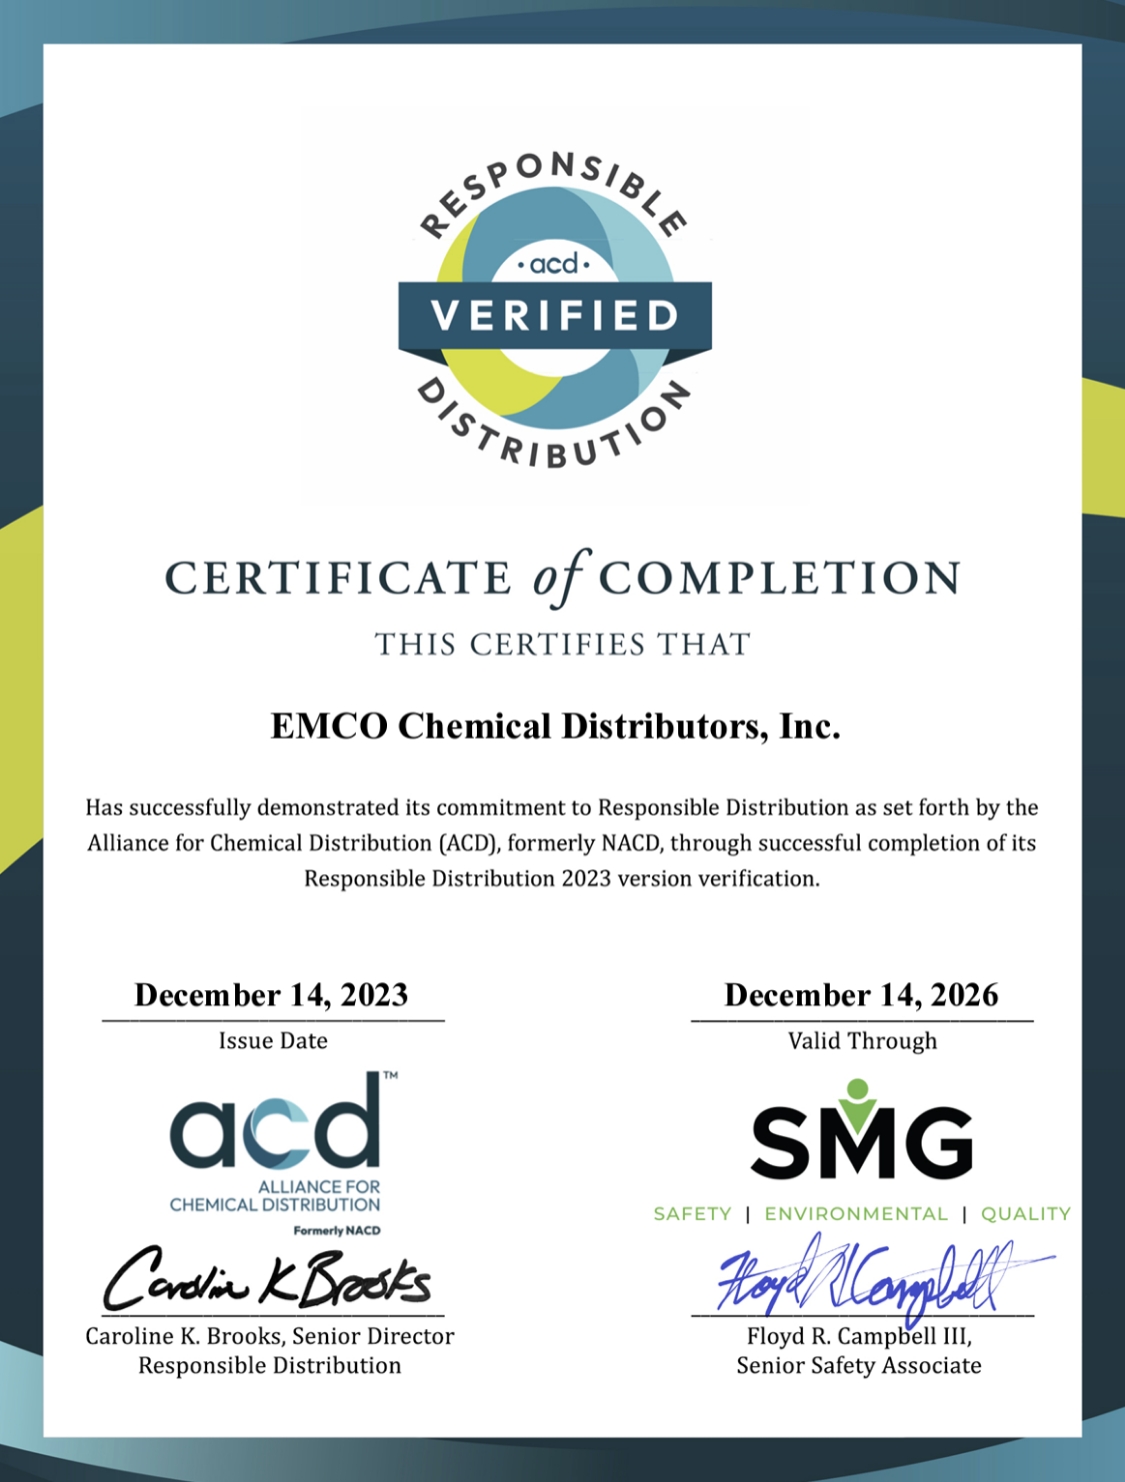 RESPONSIBLE
• acd •
VERIFIED
DISTRIBUTION
CERTIFICATE of COMPLETION
THIS CERTIFIES THAT
EMCO Chemical Distributors, Inc.
Has successfully demonstrated its commitment to Responsible Distribution as set forth by the
Alliance for Chemical Distribution (ACD), formerly NACD, through successful completion of its
Responsible Distribution 2023 version verification.
December 14, 2023
Issue Date
December 14, 2026
Valid Through
acd™
ALLIANCE FOR
CHEMICAL DISTRIBUTION
Formerly NACD
SMG
SAFETY | ENVIRONMENTAL | QUALITY
Caroline K Brooks
Caroline K. Brooks, Senior Director
Responsible Distribution
Floyd R Campbell
Floyd R. Campbell III,
Senior Safety Associate